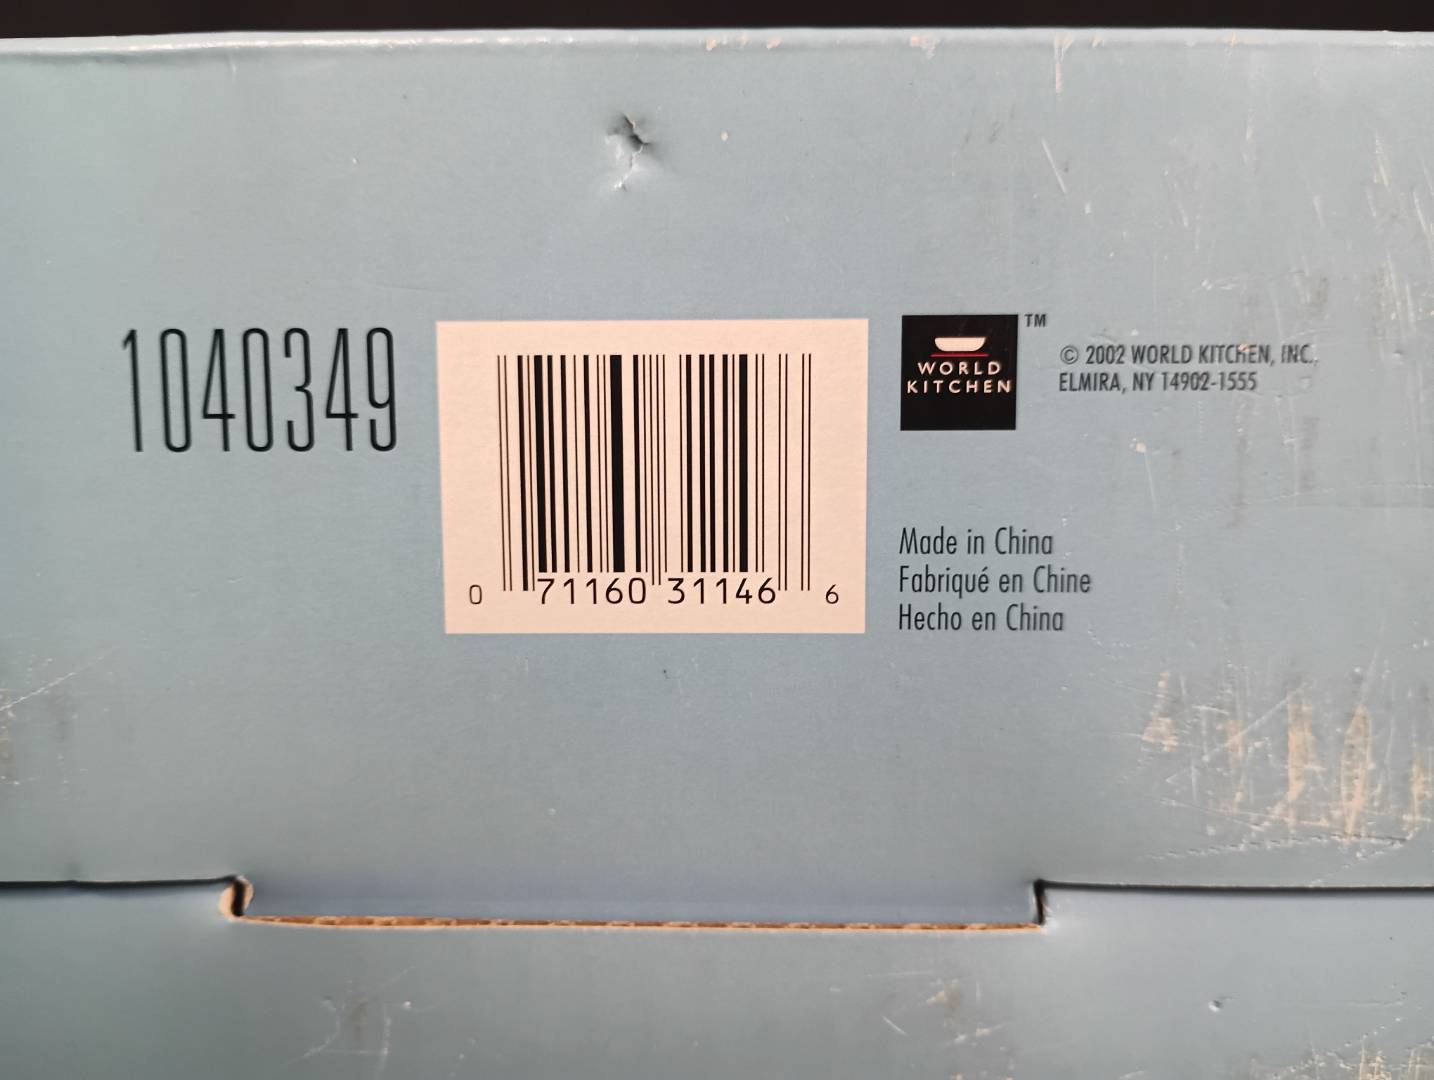 1040349
0 71160 31146 6
WORLD
KITCHEN
TM
© 2002 WORLD KITCHEN, INC.,
ELMIRA, NY 14902-1555
Made in China
Fabriqué en Chine
Hecho en China